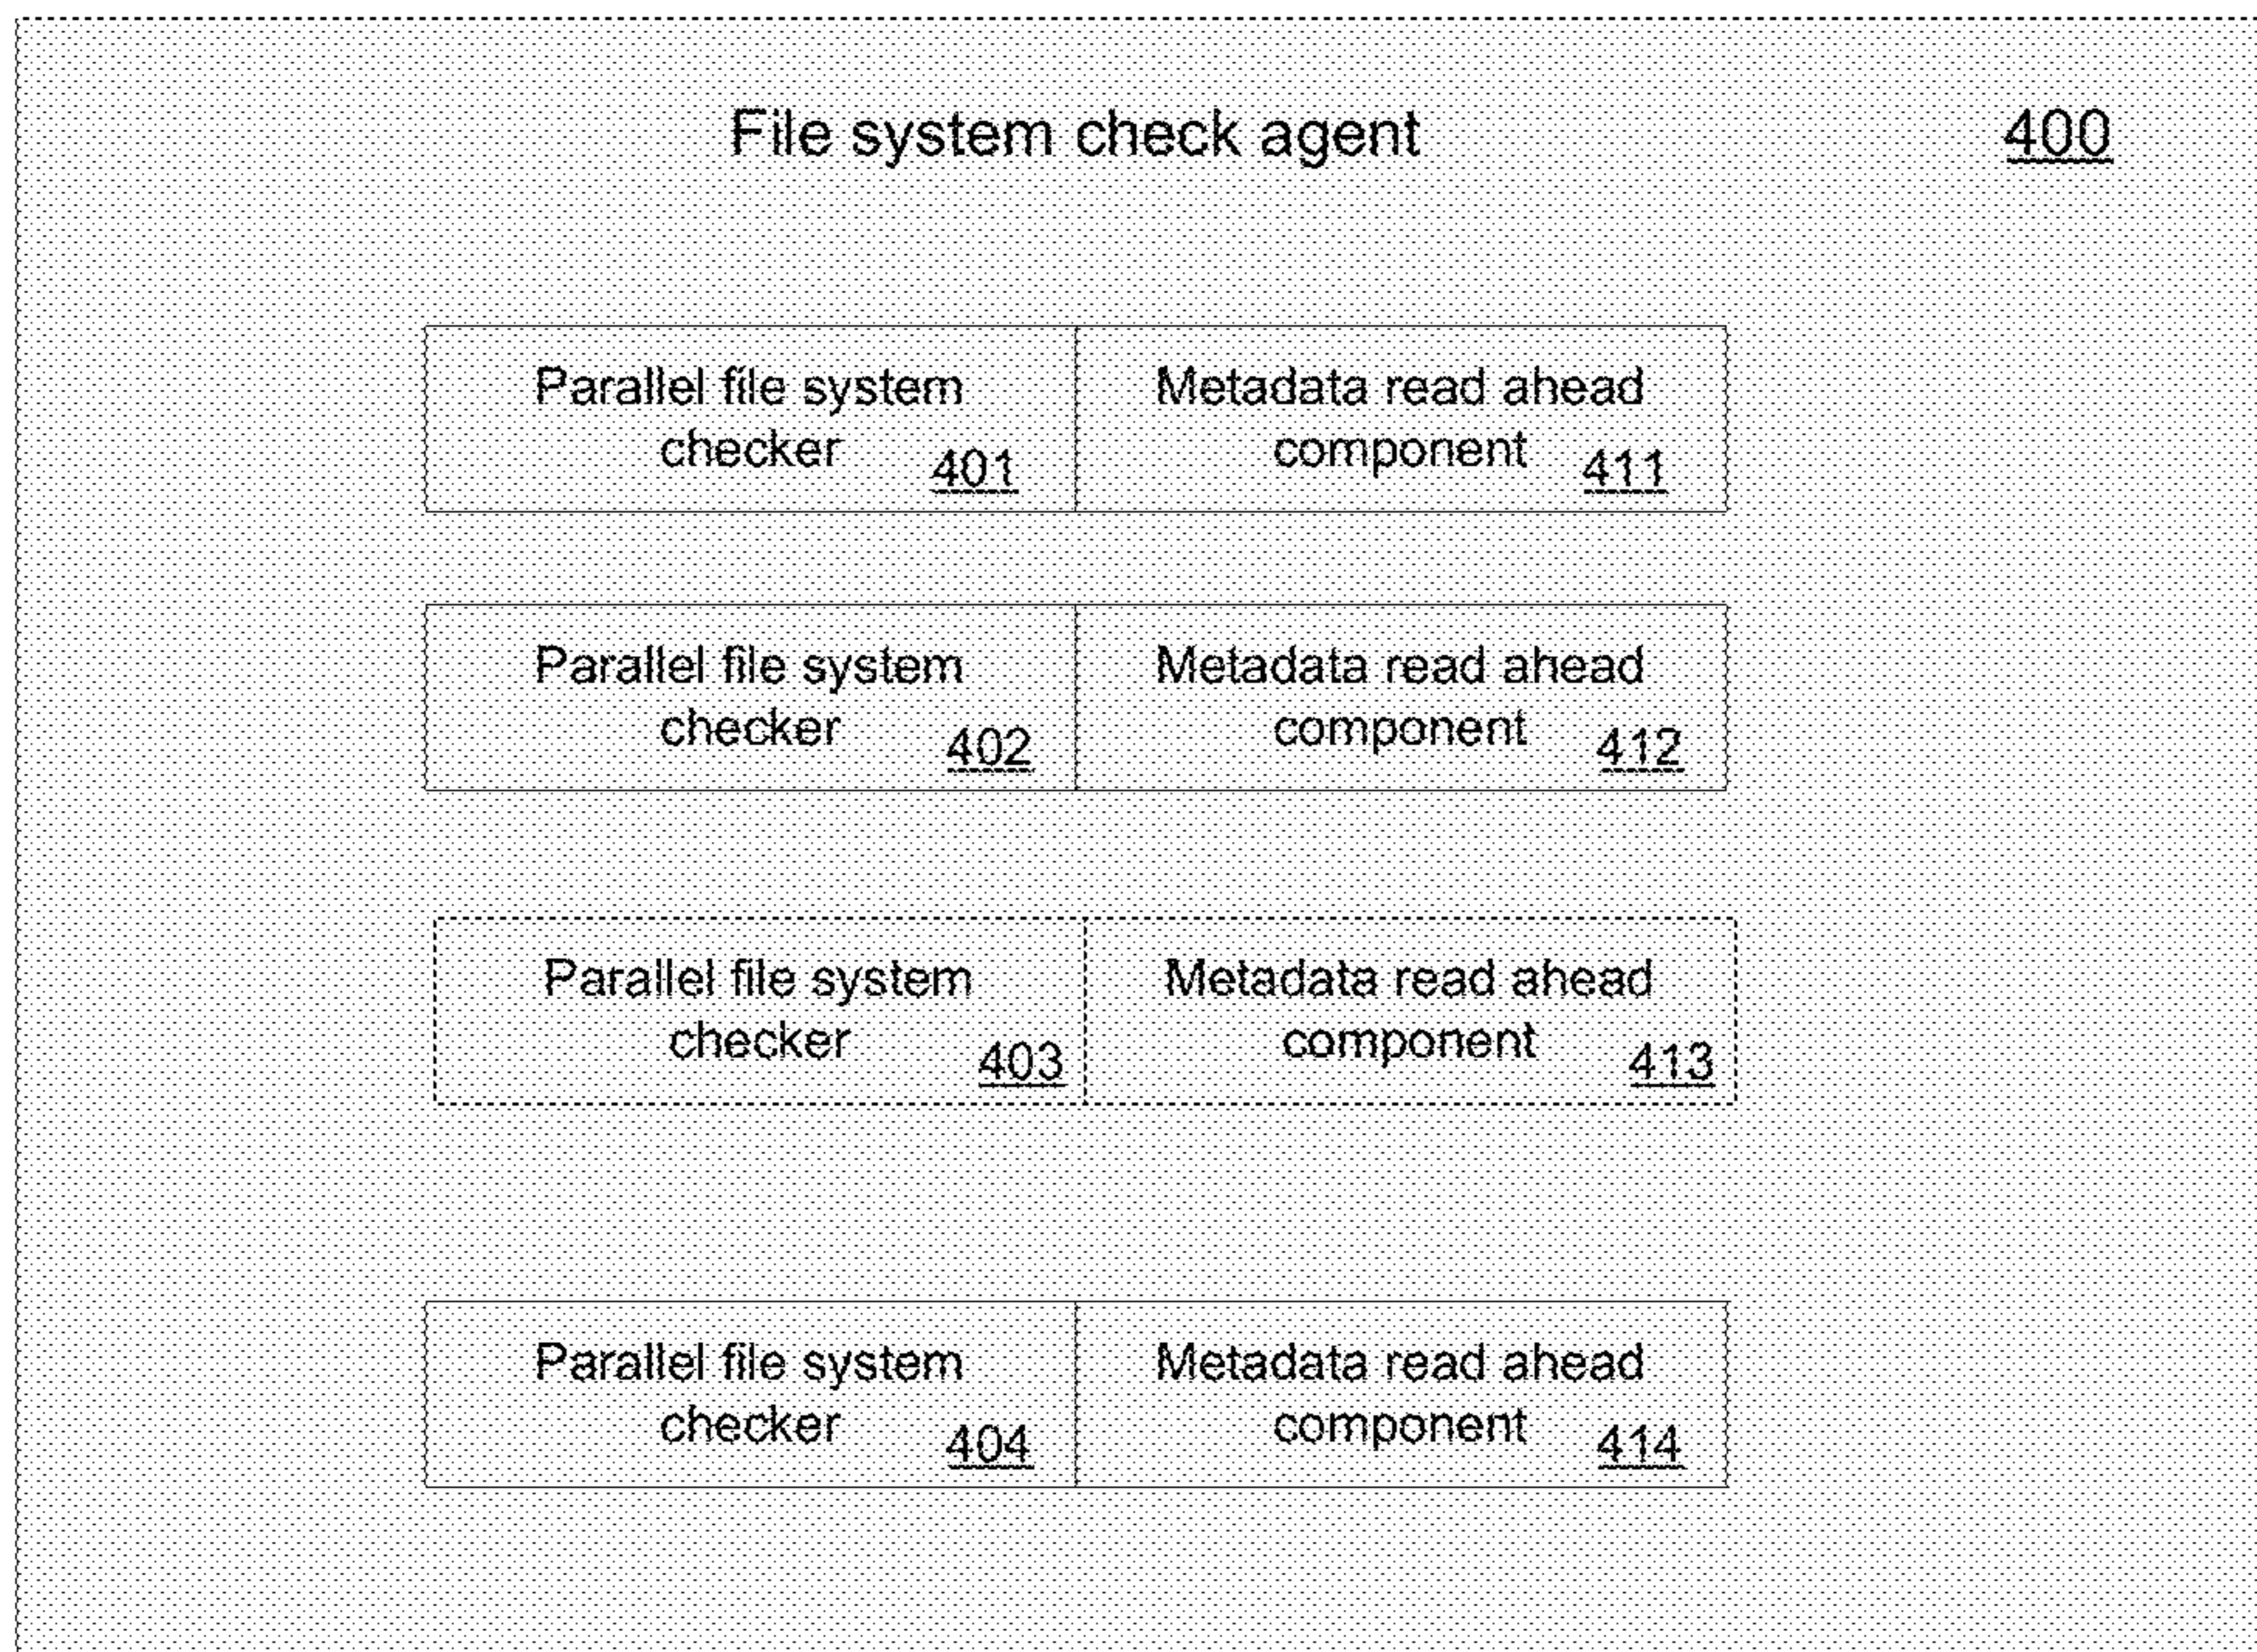 File system check agent 400
Parallel file system Metadata read ahead
checker 401 component 411
Parallel file system Metadata read ahead
checker 402 component 412
Parallel file system Metadata read ahead
checker 403 component 413
Parallel file system Metadata read ahead
checker 404 component 414